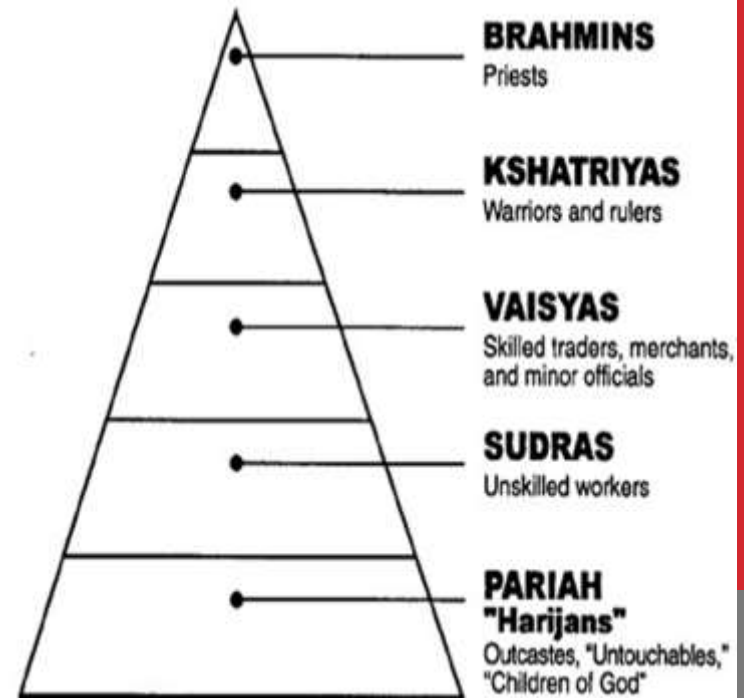 BRAHMINS
Priests
KSHATRIYAS
Warriors and rulers
VAISYAS
Skilled traders, merchants,
and minor officials
SUDRAS
Unskilled workers
PARIAH
"Harijans"
Outcastes, "Untouchables,"
"Children of God"